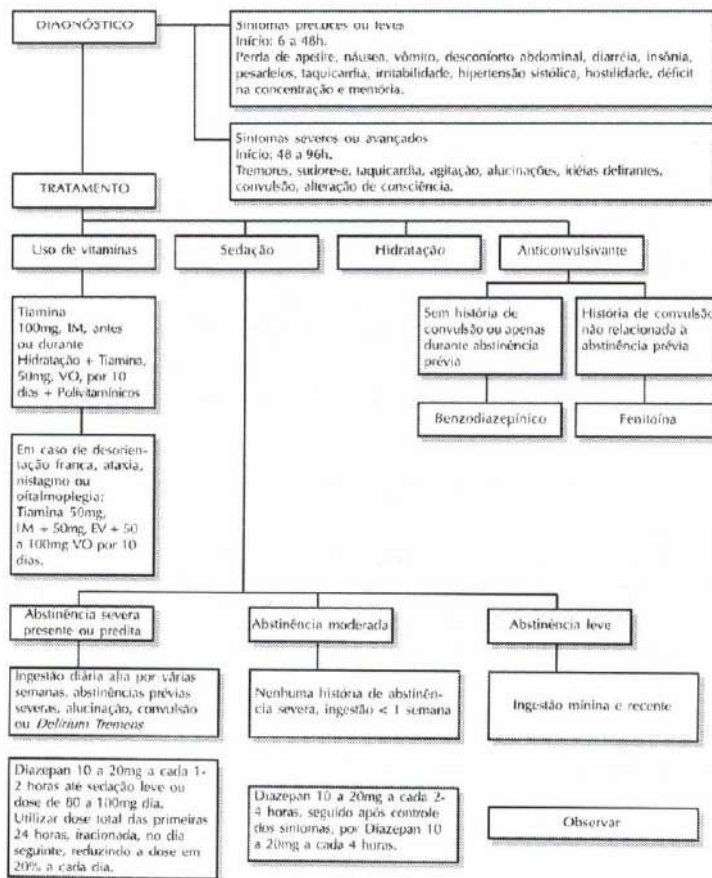 DIAGNÓSTICO
Sintomas precoces ou leves
Início: 6 a 48h.
Perda de apetite, náusea, vômito, desconforto abdominal, diarréia, insônia,
pesadelos, taquicardia, irritabilidade, hipertensão sistólica, hostilidade, déficit
na concentração e memória.
Sintomas severos ou avançados
Início: 48 a 96h.
Tremores, sudorese, taquicardia, agitação, alucinações, idéias delirantes,
convulsão, alteração de consciência.
TRATAMENTO
Uso de vitaminas
Sedação
Hidratação
Anticonvulsivante
Tiamina
100mg, IM, antes
ou durante
Hidratação + Tiamina,
50mg, VO, por 10
dias + Polivitamínicos
Sem história de
convulsão ou apenas
durante abstinência
prévia
História de convulsão
não relacionada à
abstinência prévia
Benzodiazepínico
Fenitoína
Em caso de desorien-
tação franca, ataxia,
nistagmo ou
oftalmoplegia:
Tiamina 50mg,
IM + 50mg, EV + 50
a 100mg VO por 10
dias.
Abstinência severa
presente ou predita
Abstinência moderada
Abstinência leve
Ingestão diária alta por várias
semanas, abstinências prévias
severas, alucinação, convulsão
ou Delirium Tremens
Nenhuma história de abstinên-
cia severa, ingestão < 1 semana
Ingestão mínina e recente
Diazepan 10 a 20mg a cada 1-
2 horas até sedação leve ou
dose de 80 a 100mg dia.
Utilizar dose total das primeiras
24 horas, fracionada, no dia
seguinte, reduzindo a dose em
20% a cada dia.
Diazepan 10 a 20mg a cada 2-
4 horas, seguido após controle
dos sintomas, por Diazepan 10
a 20mg a cada 4 horas.
Observar